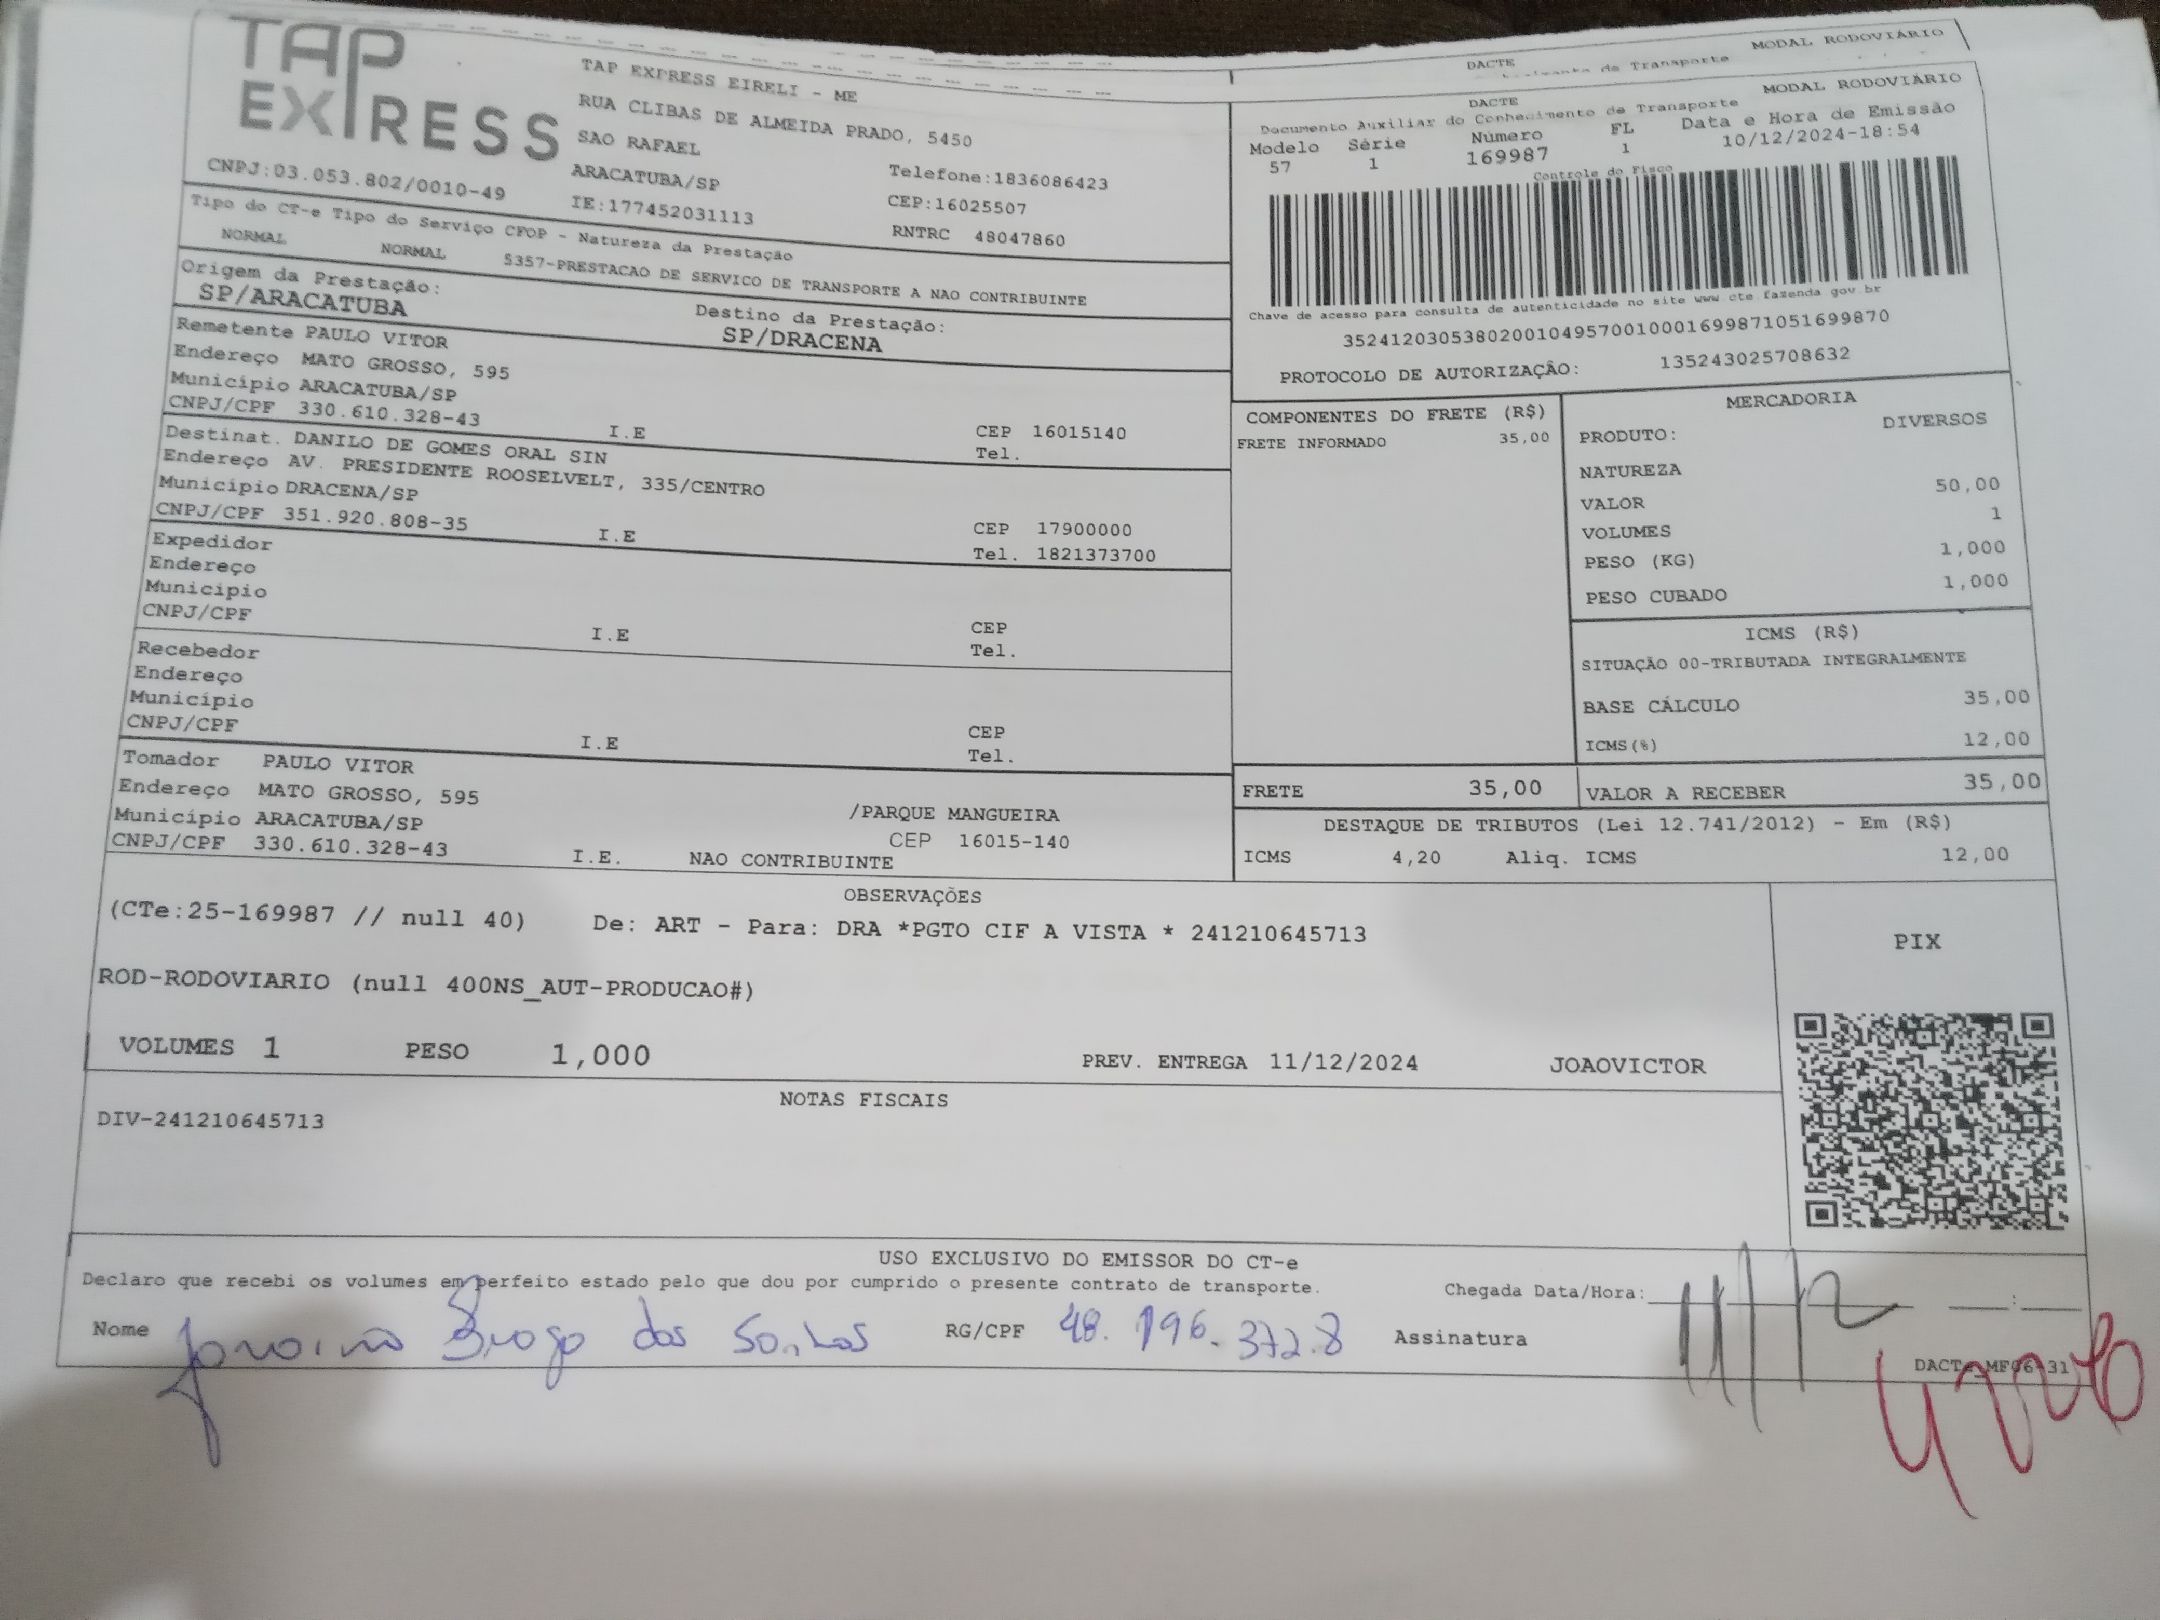 TAP
EXPRESS
CNPJ:03.053.802/0010-49
TAP EXPRESS EIRELI - ME
RUA CLIBAS DE ALMEIDA PRADO, 5450
SAO RAFAEL
ARACATUBA/SP
IE:177452031113
Telefone:1836086423
CEP:16025507
RNTRC 48047860
DACTE MODAL RODOVIÁRIO
de Transporte
DACTE MODAL RODOVIÁRIO
Documento Auxiliar do Conhecimento de Transporte
Modelo Série Número FL Data e Hora de Emissão
57 1 169987 1 10/12/2024-18:54
Controle do Fisco
Chave de acesso para consulta de autenticidade no site www.cte.fazenda.gov.br
35241203053802001049570010001699871051699870
PROTOCOLO DE AUTORIZAÇÃO: 135243025708632
Tipo do CT-e Tipo do Serviço CFOP - Natureza da Prestação
NORMAL NORMAL 5357-PRESTACAO DE SERVICO DE TRANSPORTE A NAO CONTRIBUINTE
Origem da Prestação: Destino da Prestação:
SP/ARACATUBA SP/DRACENA
Remetente PAULO VITOR
Endereço MATO GROSSO, 595
Município ARACATUBA/SP CEP 16015140
CNPJ/CPF 330.610.328-43 I.E Tel.
Destinat. DANILO DE GOMES ORAL SIN
Endereço AV. PRESIDENTE ROOSELVELT, 335/CENTRO
Município DRACENA/SP CEP 17900000
CNPJ/CPF 351.920.808-35 I.E Tel. 1821373700
Expedidor
Endereço
Município CEP
CNPJ/CPF I.E Tel.
Recebedor
Endereço
Município CEP
CNPJ/CPF I.E Tel.
Tomador PAULO VITOR
Endereço MATO GROSSO, 595 /PARQUE MANGUEIRA
Município ARACATUBA/SP CEP 16015-140
CNPJ/CPF 330.610.328-43 I.E. NAO CONTRIBUINTE
COMPONENTES DO FRETE (R$)
FRETE INFORMADO 35,00
MERCADORIA
PRODUTO: DIVERSOS
NATUREZA
VALOR 50,00
VOLUMES 1
PESO (KG) 1,000
PESO CUBADO 1,000
ICMS (R$)
SITUAÇÃO 00-TRIBUTADA INTEGRALMENTE
BASE CÁLCULO 35,00
ICMS(%) 12,00
FRETE 35,00 VALOR A RECEBER 35,00
DESTAQUE DE TRIBUTOS (Lei 12.741/2012) - Em (R$)
ICMS 4,20 Aliq. ICMS 12,00
OBSERVAÇÕES
(CTe:25-169987 // null 40) De: ART - Para: DRA *PGTO CIF A VISTA * 241210645713
ROD-RODOVIARIO (null 400NS_AUT-PRODUCAO#)
VOLUMES 1 PESO 1,000 PREV. ENTREGA 11/12/2024 JOAOVICTOR
PIX
NOTAS FISCAIS
DIV-241210645713
USO EXCLUSIVO DO EMISSOR DO CT-e
Declaro que recebi os volumes em perfeito estado pelo que dou por cumprido o presente contrato de transporte. Chegada Data/Hora: 11/12 __:__
Nome dos RG/CPF 48.196.372.8 Assinatura
DACTE_MF06-31